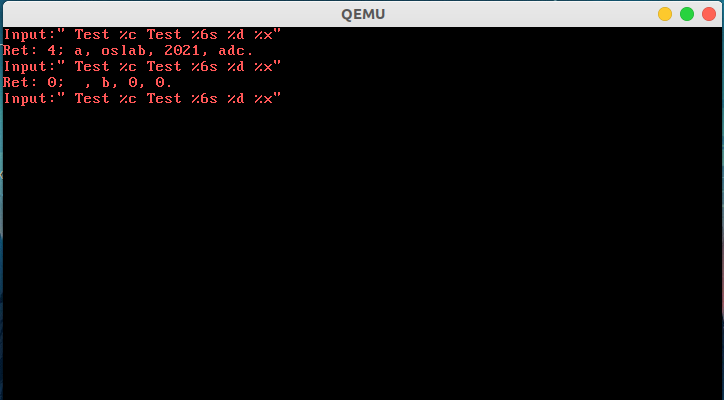 QEMU
Input:" Test %c Test %6s %d %x"
Ret: 4; a, oslab, 2021, adc.
Input:" Test %c Test %6s %d %x"
Ret: 0;  , b, 0, 0.
Input:" Test %c Test %6s %d %x"